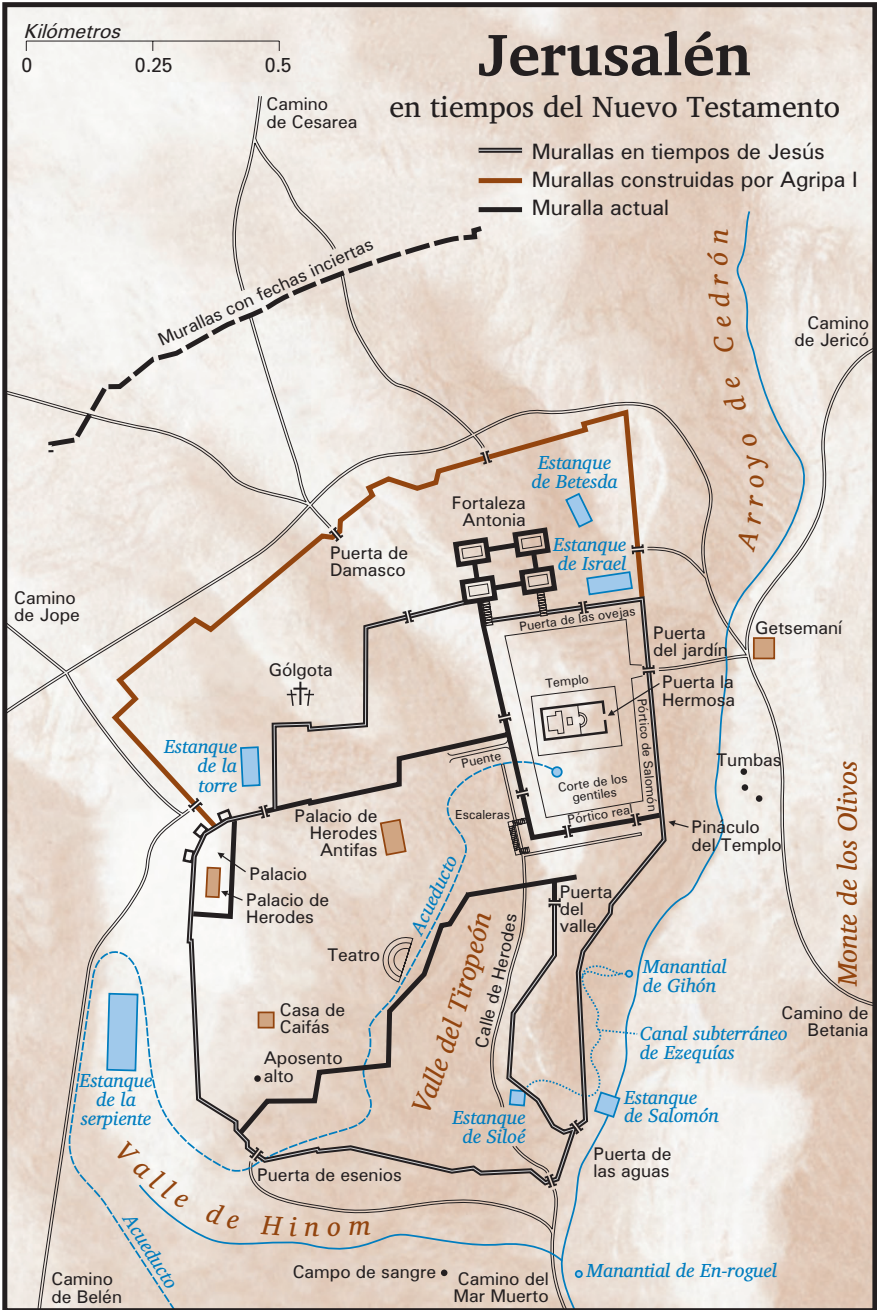 Kilómetros
0 0.25 0.5
Jerusalén
en tiempos del Nuevo Testamento
Murallas en tiempos de Jesús
Murallas construidas por Agripa I
Muralla actual
Camino
de Cesarea
Murallas con fechas inciertas
Arroyo de Cedrón
Camino
de Jericó
Estanque
de Betesda
Fortaleza
Antonia
Estanque
de Israel
Puerta de
Damasco
Camino
de Jope
Puerta de las ovejas
Puerta
del jardín
Getsemaní
Gólgota
Templo
Puerta la
Hermosa
Pórtico de Salomón
Estanque
de la
torre
Puente
Tumbas
Corte de los
gentiles
Escaleras
Pórtico real
Palacio de
Herodes
Antifas
Pináculo
del Templo
Monte de los Olivos
Palacio
Palacio de
Herodes
Acueducto
Puerta
del
valle
Teatro
Valle del Tiropeón
Calle de Herodes
Manantial
de Gihón
Casa de
Caifás
Canal subterráneo
de Ezequías
Camino de
Betania
Aposento
alto
Estanque
de la
serpiente
Estanque
de Siloé
Estanque
de Salomón
Puerta de
las aguas
Puerta de esenios
Valle de Hinom
Acueducto
Camino
de Belén
Campo de sangre
Camino del
Mar Muerto
Manantial de En-roguel